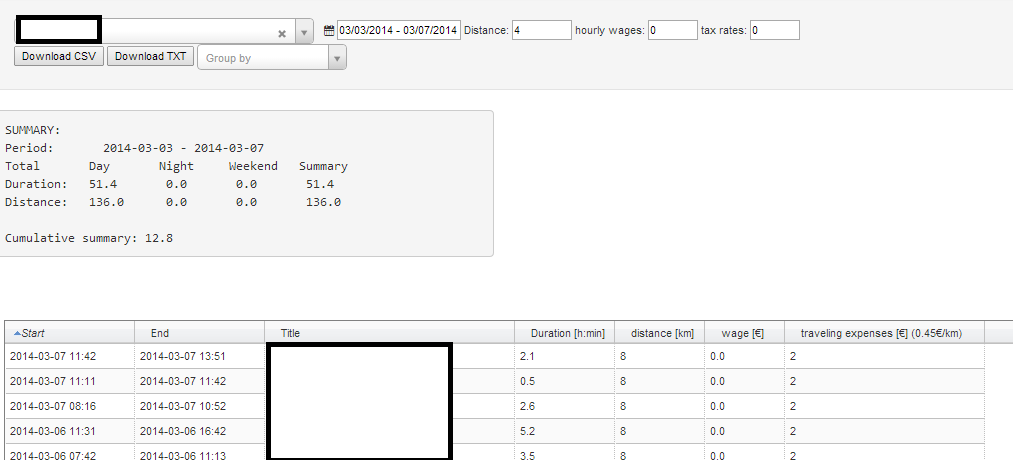 03/03/2014 - 03/07/2014 Distance: 4 hourly wages: 0 tax rates: 0
Download CSV Download TXT Group by
SUMMARY:
Period: 2014-03-03 - 2014-03-07
Total Day Night Weekend Summary
Duration: 51.4 0.0 0.0 51.4
Distance: 136.0 0.0 0.0 136.0
Cumulative summary: 12.8
Start End Title Duration [h:min] distance [km] wage [€] traveling expenses [€] (0.45€/km)
2014-03-07 11:42 2014-03-07 13:51 2.1 8 0.0 2
2014-03-07 11:11 2014-03-07 11:42 0.5 8 0.0 2
2014-03-07 08:16 2014-03-07 10:52 2.6 8 0.0 2
2014-03-06 11:31 2014-03-06 16:42 5.2 8 0.0 2
2014-03-06 07:42 2014-03-06 11:13 3.5 8 0.0 2